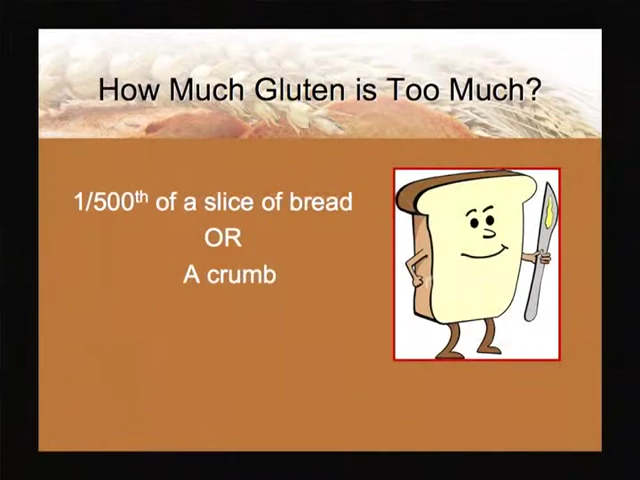 How Much Gluten is Too Much?
1/500th of a slice of bread
OR
A crumb